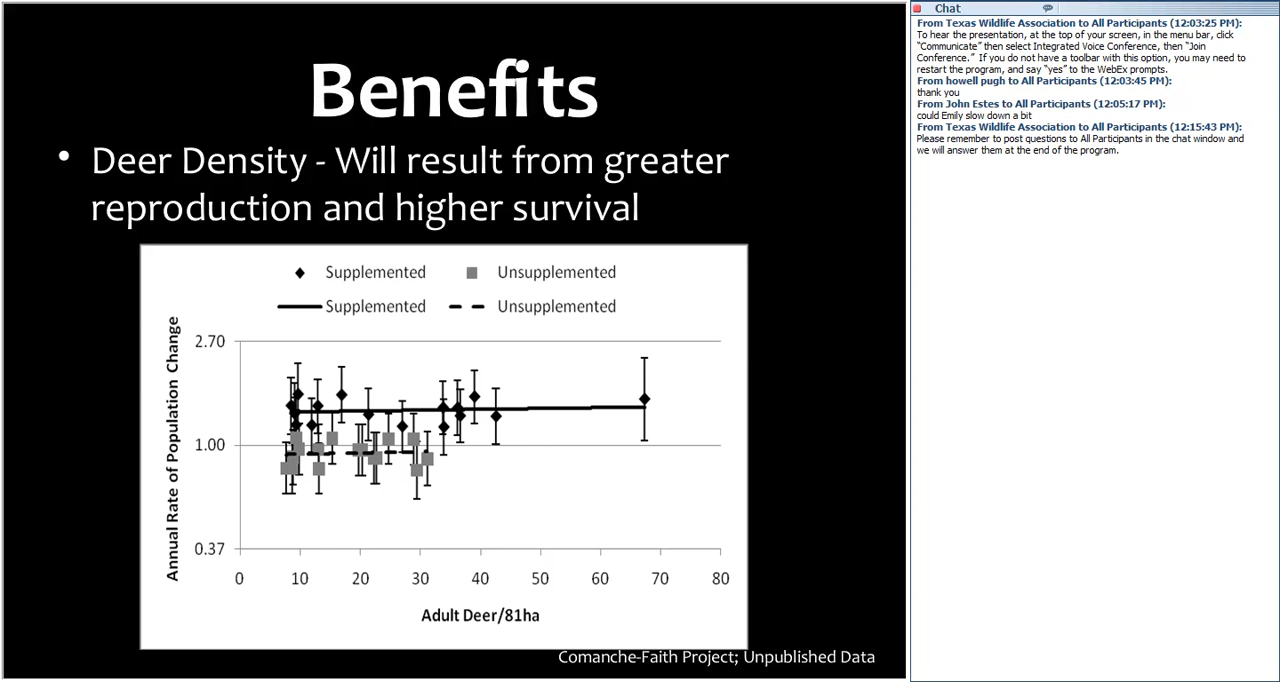 Benefits
• Deer Density - Will result from greater
reproduction and higher survival
Supplemented Unsupplemented
Supplemented Unsupplemented
Annual Rate of Population Change
2.70
1.00
0.37
0 10 20 30 40 50 60 70 80
Adult Deer/81ha
Comanche-Faith Project; Unpublished Data
Chat
From Texas Wildlife Association to All Participants (12:03:25 PM):
To hear the presentation, at the top of your screen, in the menu bar, click
"Communicate" then select Integrated Voice Conference, then "Join
Conference." If you do not have a toolbar with this option, you may need to
restart the program, and say "yes" to the WebEx prompts.
From howell pugh to All Participants (12:03:45 PM):
thank you
From John Estes to All Participants (12:05:17 PM):
could Emily slow down a bit
From Texas Wildlife Association to All Participants (12:15:43 PM):
Please remember to post questions to All Participants in the chat window and
we will answer them at the end of the program.